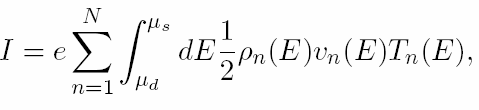 $I = e \sum_{n=1}^{N} \int_{\mu_d}^{\mu_s} dE \frac{1}{2} \rho_n(E) v_n(E) T_n(E),$